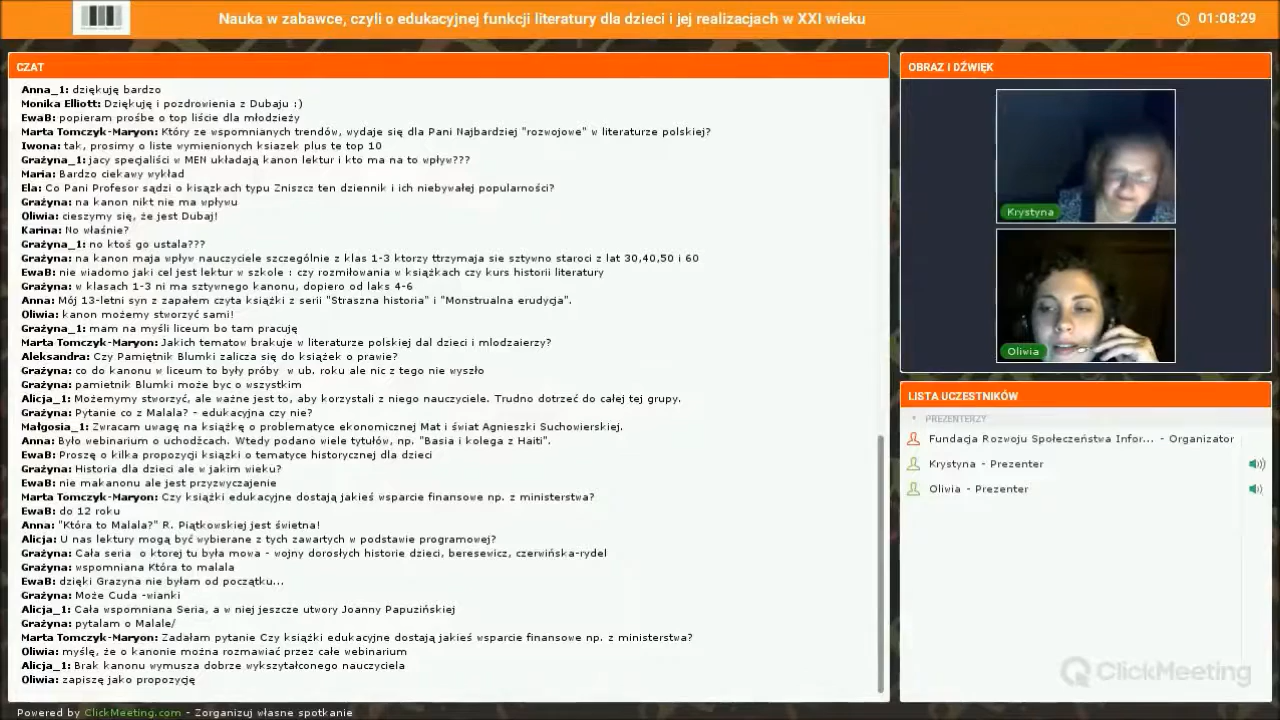 Nauka w zabawce, czyli o edukacyjnej funkcji literatury dla dzieci i jej realizacjach w XXI wieku
01:08:29
CZAT
Anna_1: dziękuję bardzo
Monika Elliott: Dziękuję i pozdrowienia z Dubaju :)
EwaB: popieram prośbe o top liście dla młodzieży
Marta Tomczyk-Maryon: Który ze wspomnianych trendów, wydaje się dla Pani Najbardziej "rozwojowe" w literaturze polskiej?
Iwona: tak, prosimy o liste wymienionych ksiazek plus te top 10
Grażyna_1: jacy specjaliści w MEN układają kanon lektur i kto ma na to wpływ???
Maria: Bardzo ciekawy wykład
Ela: Co Pani Profesor sądzi o kisązkach typu Zniszcz ten dziennik i ich niebywałej popularności?
Grażyna: na kanon nikt nie ma wpływu
Oliwia: cieszymy się, że jest Dubaj!
Karina: No właśnie?
Grażyna_1: no ktoś go ustala???
Grażyna: na kanon maja wpływ nauczyciele szczególnie z klas 1-3 ktorzy ttrzymaja sie sztywno staroci z lat 30,40,50 i 60
EwaB: nie wiadomo jaki cel jest lektur w szkole : czy rozmiłowania w książkach czy kurs historii literatury
Grażyna: w klasach 1-3 ni ma sztywnego kanonu, dopiero od laks 4-6
Anna: Mój 13-letni syn z zapałem czyta książki z serii "Straszna historia" i "Monstrualna erudycja".
Oliwia: kanon możemy stworzyć sami!
Grażyna_1: mam na myśli liceum bo tam pracuję
Marta Tomczyk-Maryon: Jakich tematow brakuje w literaturze polskiej dal dzieci i mlodzaierzy?
Aleksandra: Czy Pamiętnik Blumki zalicza się do książek o prawie?
Grażyna: co do kanonu w liceum to były próby w ub. roku ale nic z tego nie wyszło
Grażyna: pamietnik Blumki może byc o wszystkim
Alicja_1: Możemymy stworzyć, ale ważne jest to, aby korzystali z niego nauczyciele. Trudno dotrzeć do całej tej grupy.
Grażyna: Pytanie co z Malala? - edukacyjna czy nie?
Małgosia_1: Zwracam uwagę na książkę o problematyce ekonomicznej Mat i świat Agnieszki Suchowierskiej.
Anna: Było webinarium o uchodźcach. Wtedy podano wiele tytułów, np. "Basia i kolega z Haiti".
EwaB: Proszę o kilka propozycji ksiązki o tematyce historycznej dla dzieci
Grażyna: Historia dla dzieci ale w jakim wieku?
EwaB: nie makanonu ale jest przyzwyczajenie
Marta Tomczyk-Maryon: Czy książki edukacyjne dostają jakieś wsparcie finansowe np. z ministerstwa?
EwaB: do 12 roku
Anna: "Która to Malala?" R. Piątkowskiej jest świetna!
Alicja: U nas lektury mogą być wybierane z tych zawartych w podstawie programowej?
Grażyna: Cała seria o ktorej tu była mowa - wojny dorosłych historie dzieci, beresewicz, czerwińska-rydel
Grażyna: wspomniana Która to malala
EwaB: dzięki Grazyna nie byłam od początku...
Grażyna: Może Cuda -wianki
Alicja_1: Cała wspomniana Seria, a w niej jeszcze utwory Joanny Papuzińskiej
Grażyna: pytalam o Malale/
Marta Tomczyk-Maryon: Zadałam pytanie Czy książki edukacyjne dostają jakieś wsparcie finansowe np. z ministerstwa?
Oliwia: myślę, że o kanonie można rozmawiać przez całe webinarium
Alicja_1: Brak kanonu wymusza dobrze wykształconego nauczyciela
Oliwia: zapiszę jako propozycję
OBRAZ I DŹWIĘK
Krystyna
Oliwia
LISTA UCZESTNIKÓW
PREZENTERZY
Fundacja Rozwoju Społeczeństwa Infor... - Organizator
Krystyna - Prezenter
Oliwia - Prezenter
ClickMeeting
Powered by ClickMeeting.com - Zorganizuj własne spotkanie